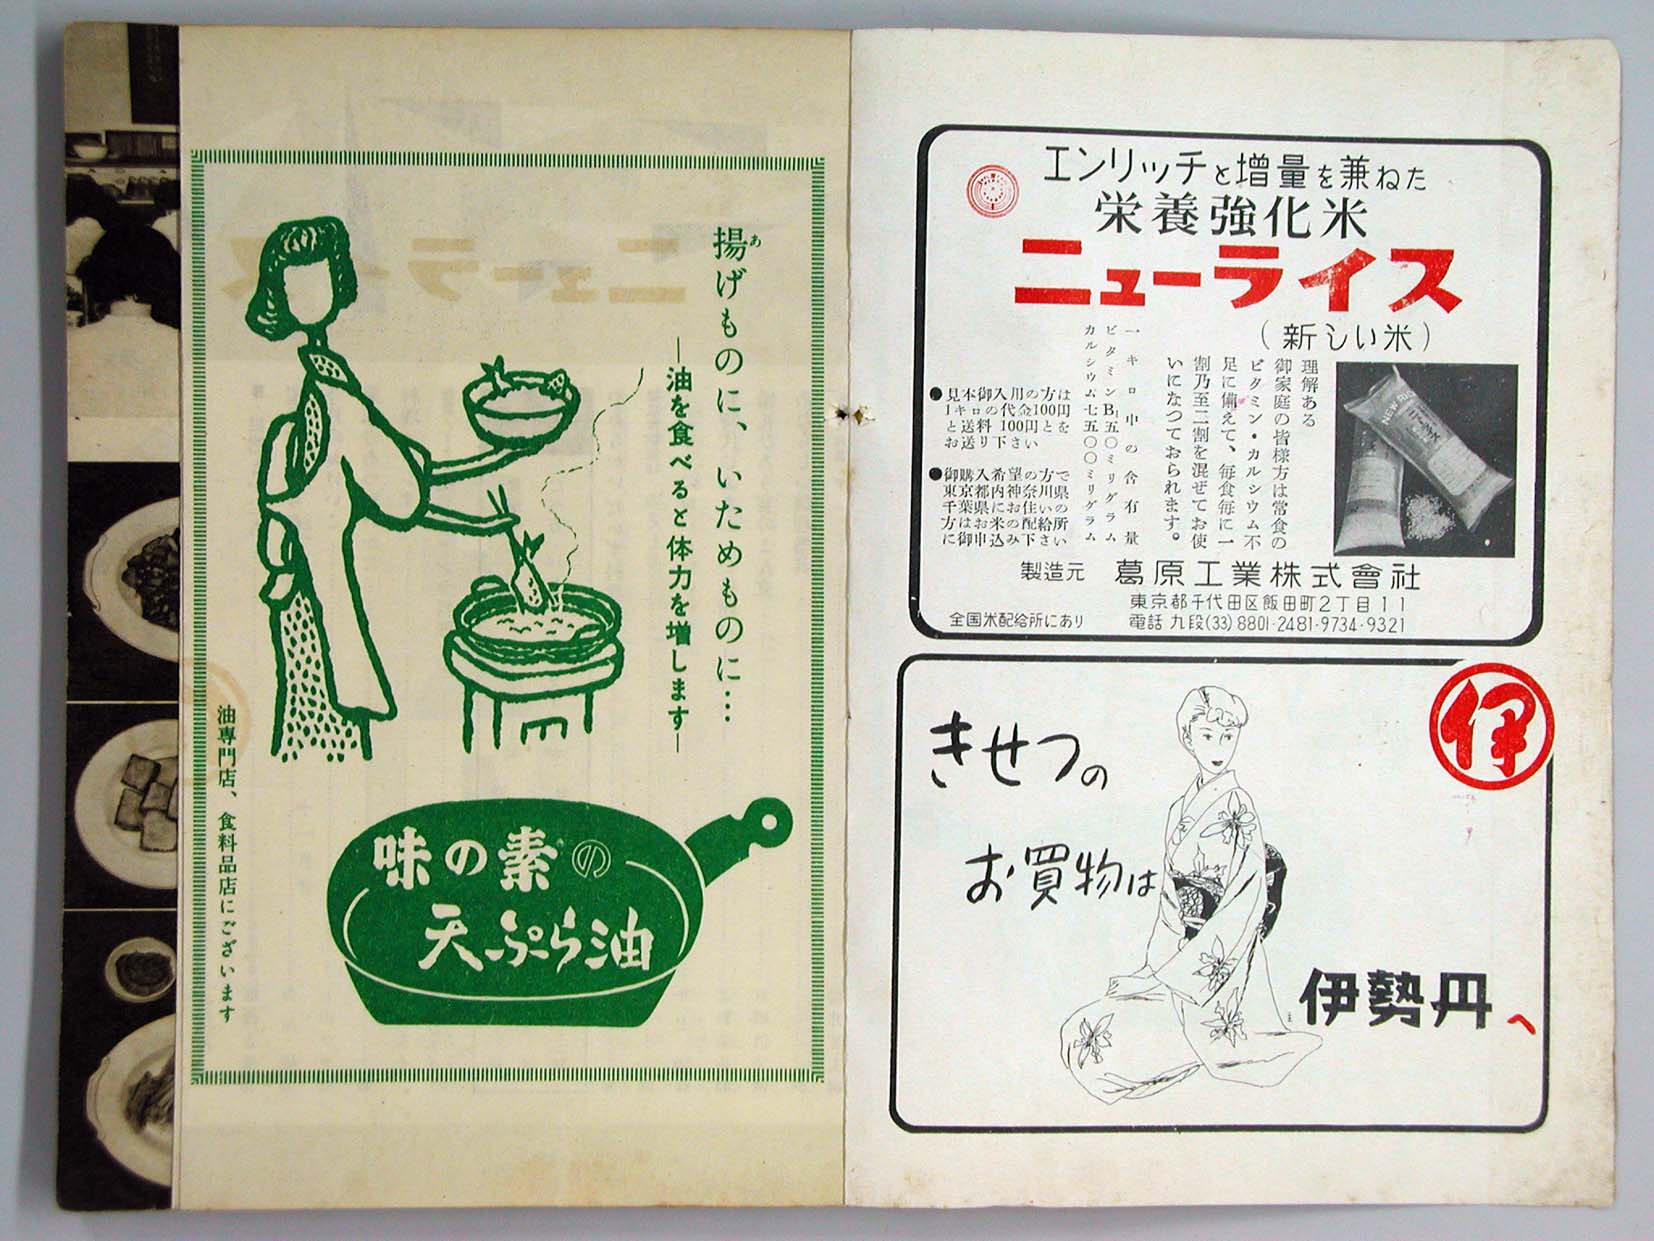 揚げものに、いためものに…
あ
―油を食べると体力を増します―
味の素の
天ぷら油
油専門店、食料品店にございます
エンリッチと増量を兼ねた
栄養強化米
ニューライス
(新しい米)
理解ある
御家庭の皆様方は常食の
ビタミン・カルシウム不
足に備えて、毎食毎に一
割乃至二割を混ぜてお使
いになつておられます。
一キロ中の含有量
ビタミンB₁五〇ミリグラム
カルシウム七五〇〇ミリグラム
●見本御入用の方は
1キロの代金100円
と送料100円とを
お送り下さい
●御購入希望の方で
東京都内神奈川県
千葉県にお住いの
方はお米の配給所
に御申込み下さい
NEW RICE
ニューライス
製造元 葛原工業株式會社
東京都千代田区飯田町2丁目11
全国米配給所にあり
電話 九段(33)8801・2481・9734・9321
伊
きせつの
お買物は
伊勢丹へ